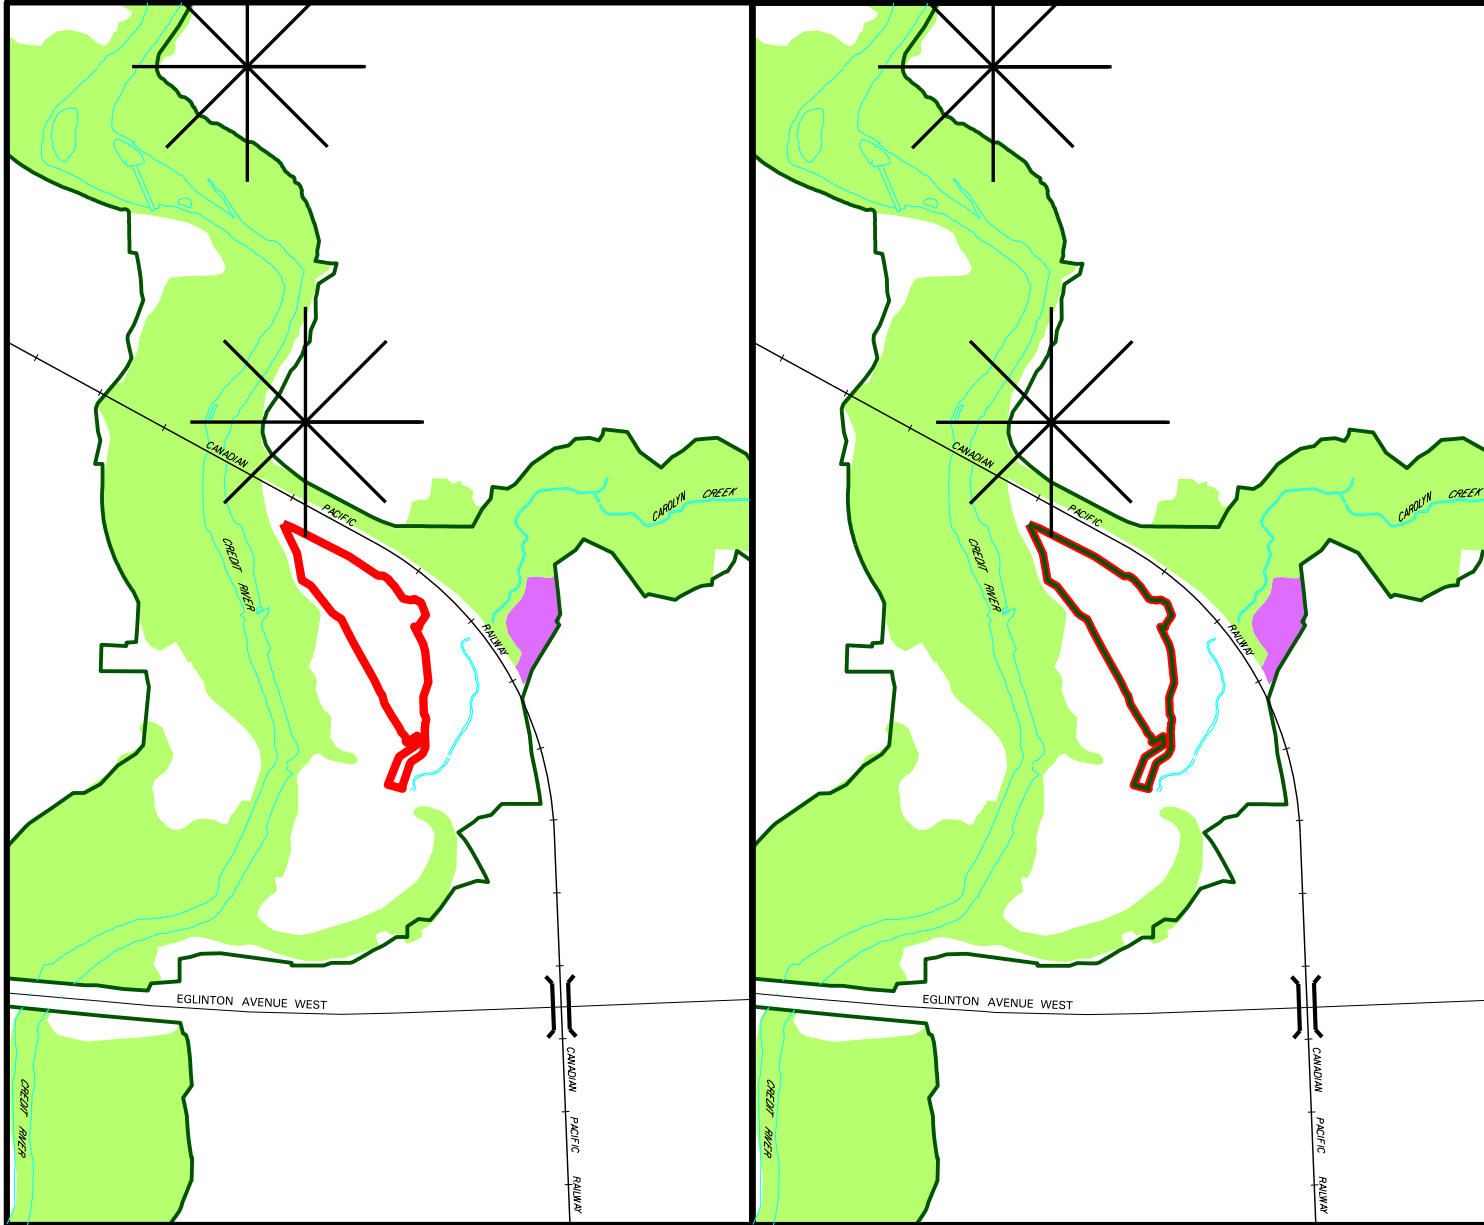 CANADIAN
PACIFIC
RAILWAY
CAROLYN CREEK
CREDIT RIVER
EGLINTON AVENUE WEST
CREDIT RIVER
CANADIAN PACIFIC RAILWAY
CANADIAN
PACIFIC
RAILWAY
CAROLYN CREEK
CREDIT RIVER
EGLINTON AVENUE WEST
CREDIT RIVER
CANADIAN PACIFIC RAILWAY